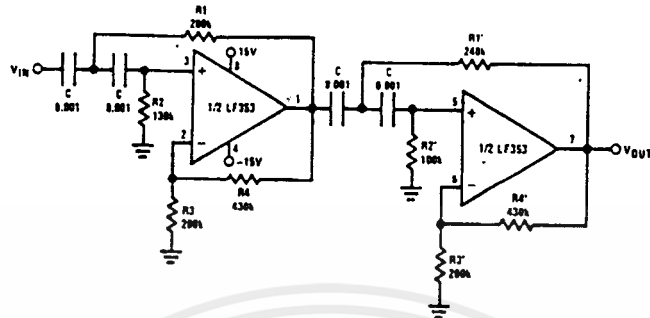 R1
200k
15V
V_IN
C
0.001
C
0.001
R2
130k
3
+
8
1/2 LF353
1
2
−
4
−15V
R4
430k
R3
200k
C
0.001
C
0.001
R1'
240k
R2'
100k
5
+
1/2 LF353
7
V_OUT
6
−
R4'
430k
R3'
200k